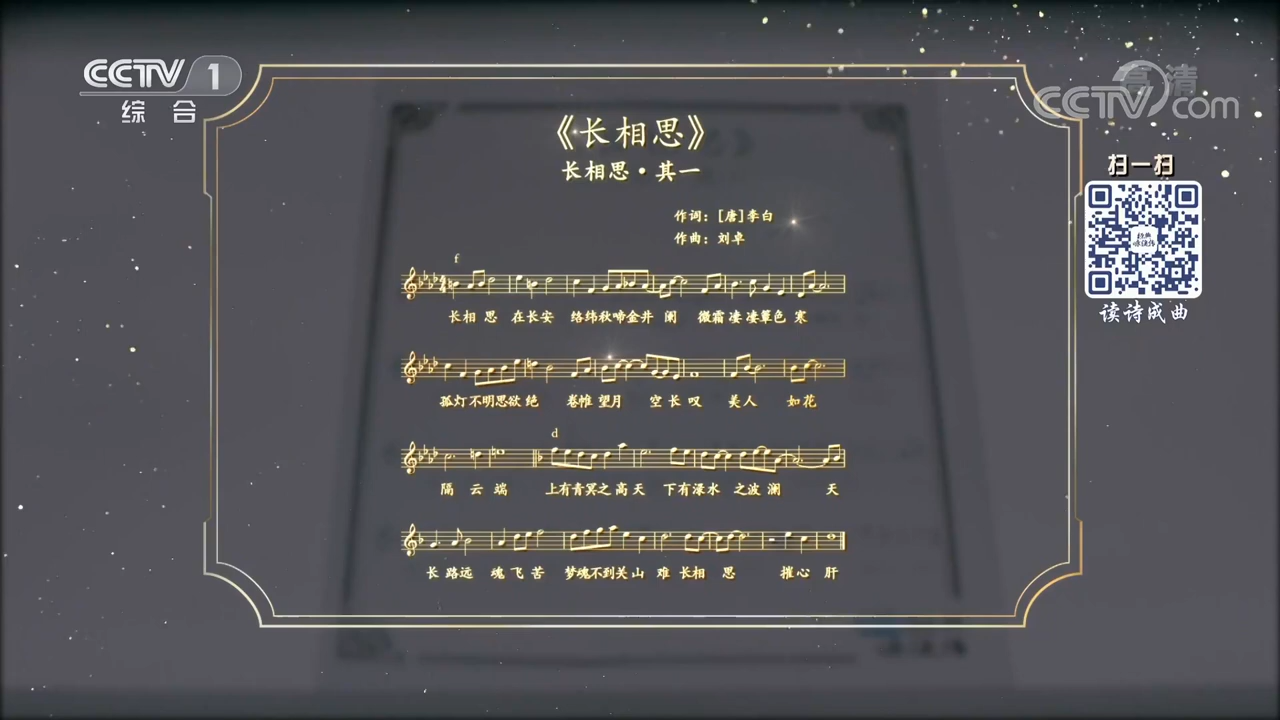 CCTV 1
综合
高清
CCTV com
《长相思》
长相思·其一
扫一扫
作词：[唐]李白
作曲：刘卓
读诗成曲
f
长相思 在长安 络纬秋啼金井阑 微霜凄凄簟色寒
孤灯不明思欲绝 卷帷望月 空长叹 美人 如花
d
隔云端 上有青冥之高天 下有渌水 之波澜 天
长路远 魂飞苦 梦魂不到关山难 长相思 摧心肝